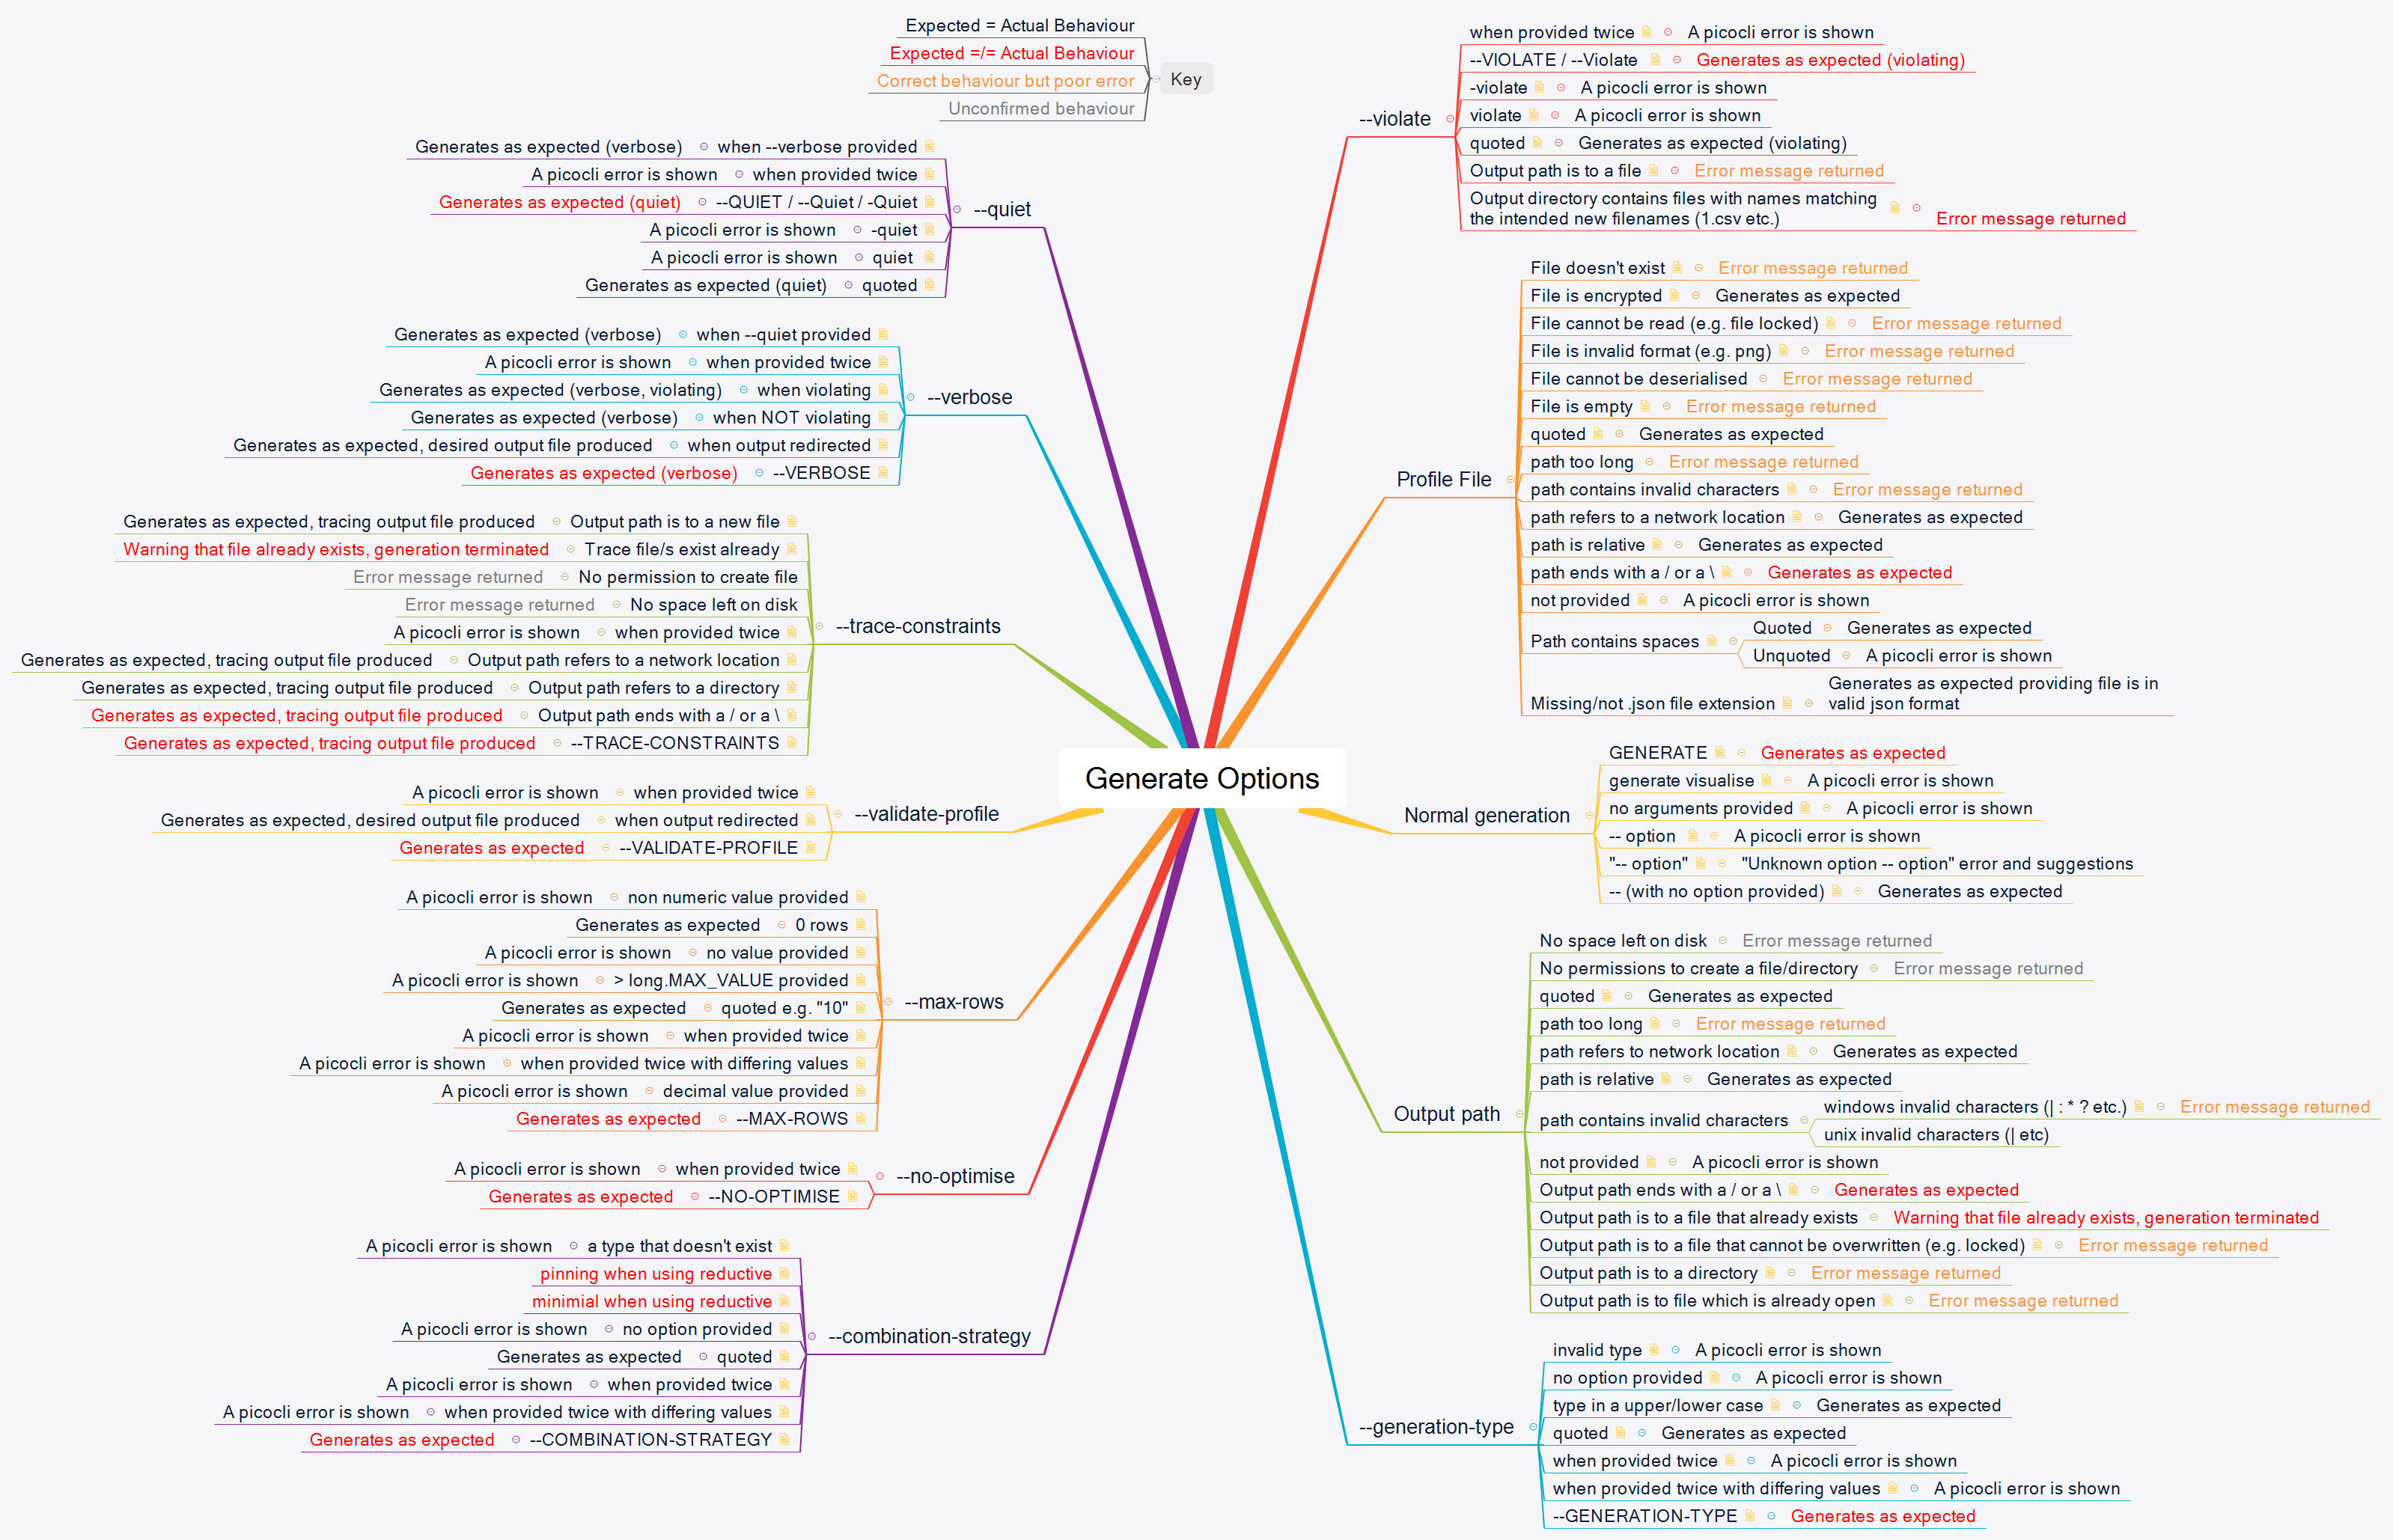 Expected = Actual Behaviour
Expected =/= Actual Behaviour
Correct behaviour but poor error
Unconfirmed behaviour
Key
Generates as expected (verbose) when --verbose provided
A picocli error is shown when provided twice
Generates as expected (quiet) --QUIET / --Quiet / -Quiet
A picocli error is shown -quiet
A picocli error is shown quiet
Generates as expected (quiet) quoted
--quiet
Generates as expected (verbose) when --quiet provided
A picocli error is shown when provided twice
Generates as expected (verbose, violating) when violating
Generates as expected (verbose) when NOT violating
Generates as expected, desired output file produced when output redirected
Generates as expected (verbose) --VERBOSE
--verbose
Generates as expected, tracing output file produced Output path is to a new file
Warning that file already exists, generation terminated Trace file/s exist already
Error message returned No permission to create file
Error message returned No space left on disk
A picocli error is shown when provided twice
Generates as expected, tracing output file produced Output path refers to a network location
Generates as expected, tracing output file produced Output path refers to a directory
Generates as expected, tracing output file produced Output path ends with a / or a \
Generates as expected, tracing output file produced --TRACE-CONSTRAINTS
--trace-constraints
A picocli error is shown when provided twice
Generates as expected, desired output file produced when output redirected
Generates as expected --VALIDATE-PROFILE
--validate-profile
A picocli error is shown non numeric value provided
Generates as expected 0 rows
A picocli error is shown no value provided
A picocli error is shown > long.MAX_VALUE provided
Generates as expected quoted e.g. "10"
A picocli error is shown when provided twice
A picocli error is shown when provided twice with differing values
A picocli error is shown decimal value provided
Generates as expected --MAX-ROWS
--max-rows
A picocli error is shown when provided twice
Generates as expected --NO-OPTIMISE
--no-optimise
A picocli error is shown a type that doesn't exist
pinning when using reductive
minimial when using reductive
A picocli error is shown no option provided
Generates as expected quoted
A picocli error is shown when provided twice
A picocli error is shown when provided twice with differing values
Generates as expected --COMBINATION-STRATEGY
--combination-strategy
Generate Options
--violate
when provided twice A picocli error is shown
--VIOLATE / --Violate Generates as expected (violating)
-violate A picocli error is shown
violate A picocli error is shown
quoted Generates as expected (violating)
Output path is to a file Error message returned
Output directory contains files with names matching
the intended new filenames (1.csv etc.) Error message returned
Profile File
File doesn't exist Error message returned
File is encrypted Generates as expected
File cannot be read (e.g. file locked) Error message returned
File is invalid format (e.g. png) Error message returned
File cannot be deserialised Error message returned
File is empty Error message returned
quoted Generates as expected
path too long Error message returned
path contains invalid characters Error message returned
path refers to a network location Generates as expected
path is relative Generates as expected
path ends with a / or a \ Generates as expected
not provided A picocli error is shown
Path contains spaces
Quoted Generates as expected
Unquoted A picocli error is shown
Missing/not .json file extension
Generates as expected providing file is in
valid json format
Normal generation
GENERATE Generates as expected
generate visualise A picocli error is shown
no arguments provided A picocli error is shown
-- option A picocli error is shown
"-- option" "Unknown option -- option" error and suggestions
-- (with no option provided) Generates as expected
Output path
No space left on disk Error message returned
No permissions to create a file/directory Error message returned
quoted Generates as expected
path too long Error message returned
path refers to network location Generates as expected
path is relative Generates as expected
path contains invalid characters
windows invalid characters (| : * ? etc.) Error message returned
unix invalid characters (| etc)
not provided A picocli error is shown
Output path ends with a / or a \ Generates as expected
Output path is to a file that already exists Warning that file already exists, generation terminated
Output path is to a file that cannot be overwritten (e.g. locked) Error message returned
Output path is to a directory Error message returned
Output path is to file which is already open Error message returned
--generation-type
invalid type A picocli error is shown
no option provided A picocli error is shown
type in a upper/lower case Generates as expected
quoted Generates as expected
when provided twice A picocli error is shown
when provided twice with differing values A picocli error is shown
--GENERATION-TYPE Generates as expected